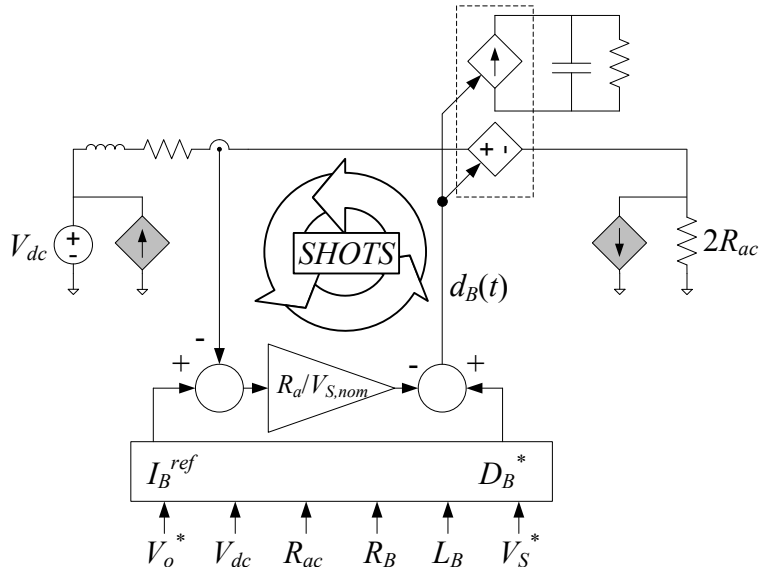 V_dc
+
-
+ -
SHOTS
2R_ac
d_B(t)
-
+
R_a/V_S,nom
-
+
I_B^ref
D_B^*
V_o^*
V_dc
R_ac
R_B
L_B
V_S^*